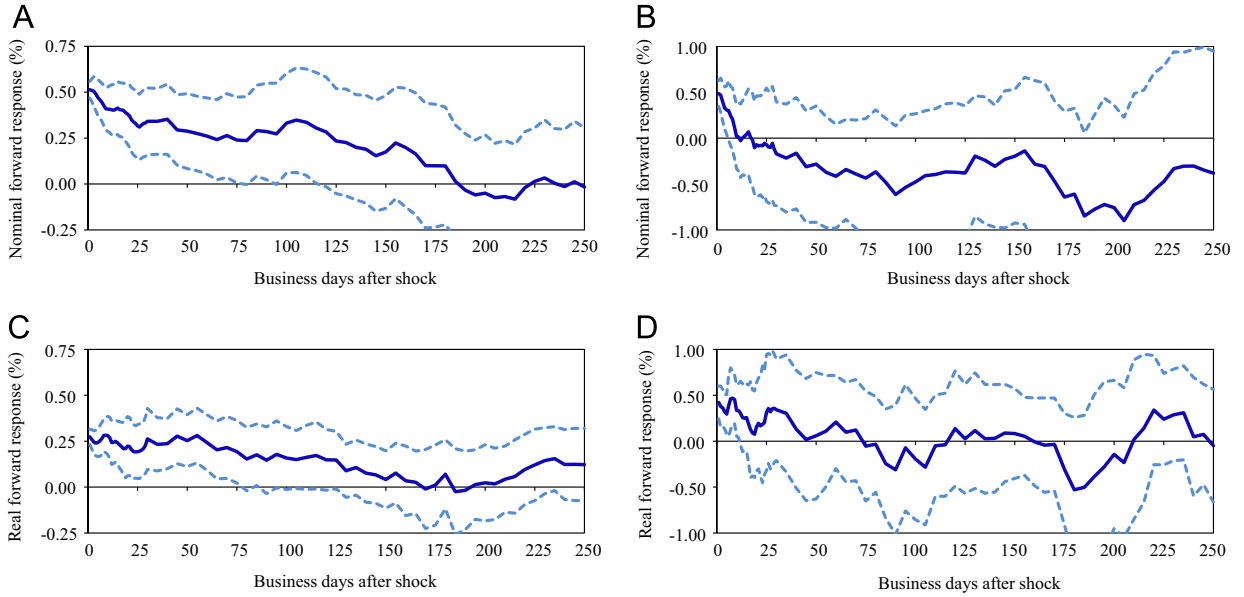 A
Nominal forward response (%)
0.75
0.50
0.25
0.00
-0.25
0 25 50 75 100 125 150 175 200 225 250
Business days after shock
B
Nominal forward response (%)
1.00
0.50
0.00
-0.50
-1.00
0 25 50 75 100 125 150 175 200 225 250
Business days after shock
C
Real forward response (%)
0.75
0.50
0.25
0.00
-0.25
0 25 50 75 100 125 150 175 200 225 250
Business days after shock
D
Real forward response (%)
1.00
0.50
0.00
-0.50
-1.00
0 25 50 75 100 125 150 175 200 225 250
Business days after shock